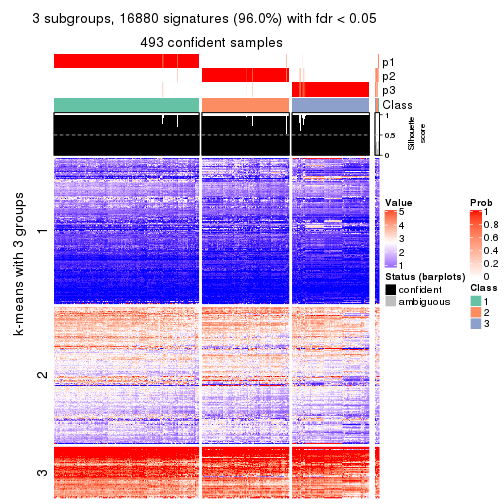 3 subgroups, 16880 signatures (96.0%) with fdr < 0.05
493 confident samples
p1
p2
p3
Class
1
0.5
0
Silhouette
score
k-means with 3 groups
1
2
3
Value
5
4
3
2
1
Status (barplots)
confident
ambiguous
Prob
1
0.8
0.6
0.4
0.2
0
Class
1
2
3